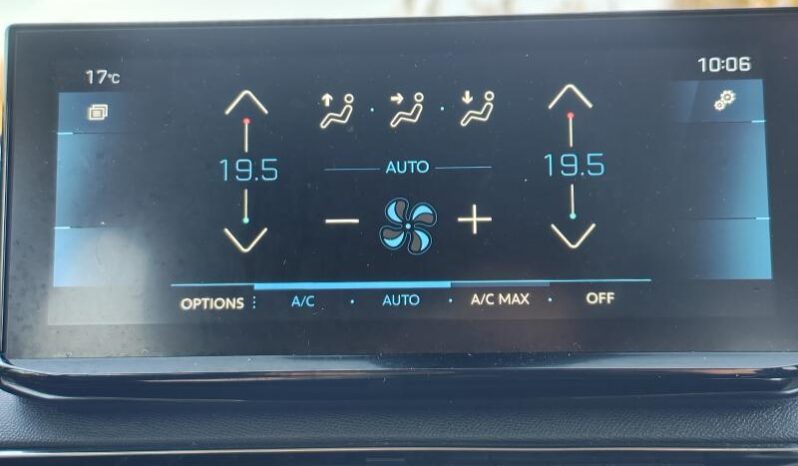 17°C
10:06
19.5
AUTO
19.5
OPTIONS A/C AUTO A/C MAX OFF